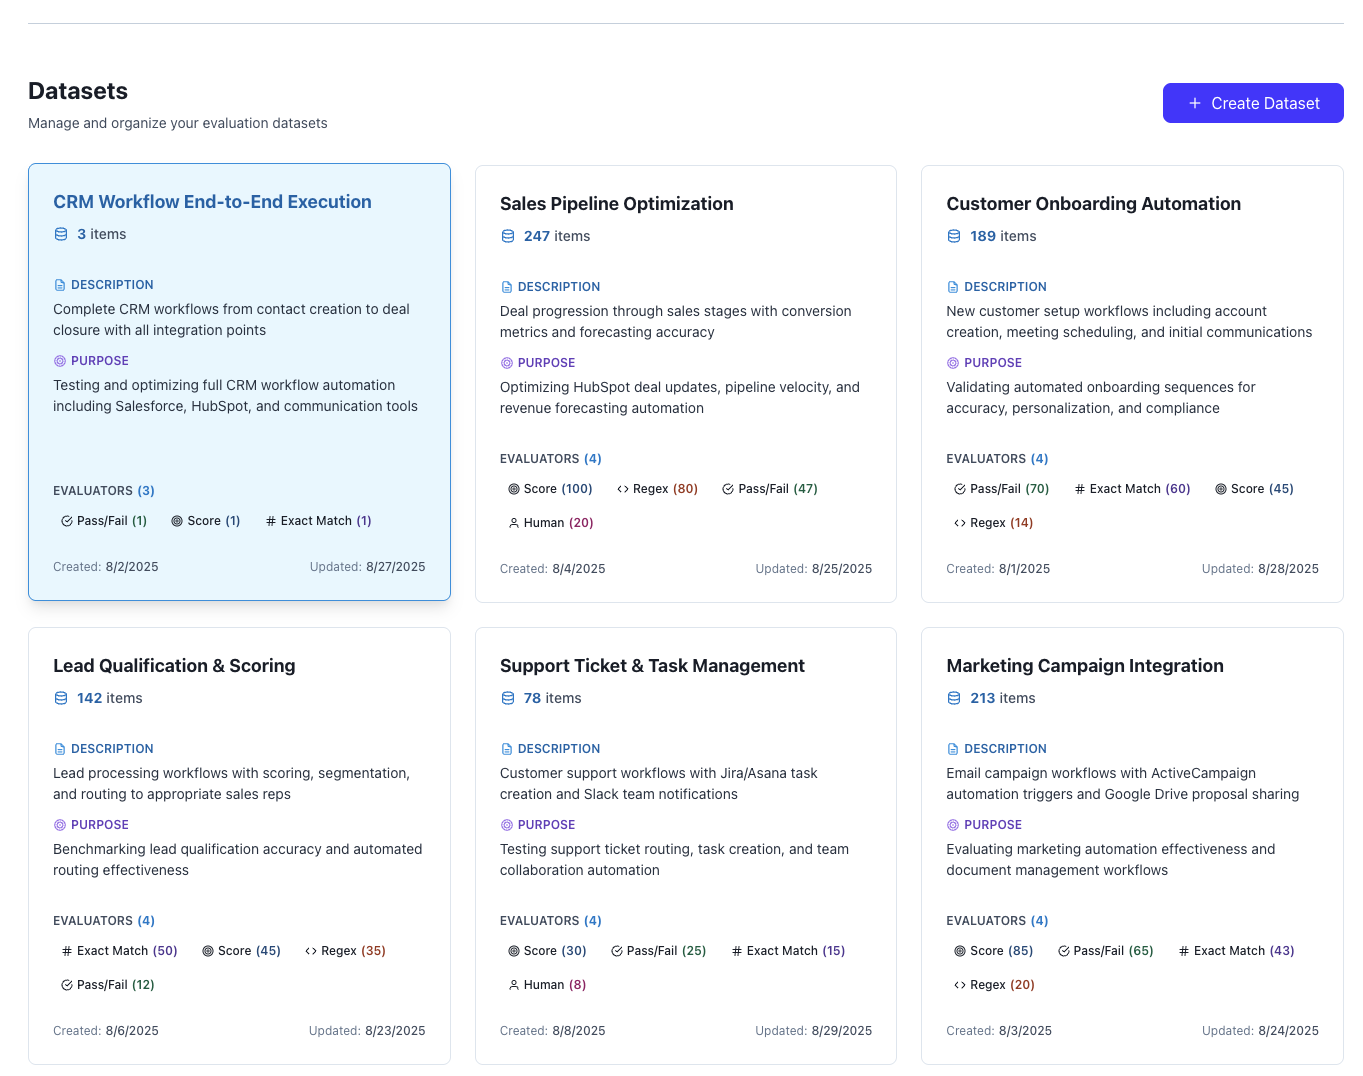 Datasets
Manage and organize your evaluation datasets
Create Dataset
CRM Workflow End-to-End Execution
3 items
DESCRIPTION
Complete CRM workflows from contact creation to deal
closure with all integration points
PURPOSE
Testing and optimizing full CRM workflow automation
including Salesforce, HubSpot, and communication tools
EVALUATORS (3)
Pass/Fail (1) Score (1) Exact Match (1)
Created: 8/2/2025 Updated: 8/27/2025
Sales Pipeline Optimization
247 items
DESCRIPTION
Deal progression through sales stages with conversion
metrics and forecasting accuracy
PURPOSE
Optimizing HubSpot deal updates, pipeline velocity, and
revenue forecasting automation
EVALUATORS (4)
Score (100) Regex (80) Pass/Fail (47)
Human (20)
Created: 8/4/2025 Updated: 8/25/2025
Customer Onboarding Automation
189 items
DESCRIPTION
New customer setup workflows including account
creation, meeting scheduling, and initial communications
PURPOSE
Validating automated onboarding sequences for
accuracy, personalization, and compliance
EVALUATORS (4)
Pass/Fail (70) Exact Match (60) Score (45)
Regex (14)
Created: 8/1/2025 Updated: 8/28/2025
Lead Qualification & Scoring
142 items
DESCRIPTION
Lead processing workflows with scoring, segmentation,
and routing to appropriate sales reps
PURPOSE
Benchmarking lead qualification accuracy and automated
routing effectiveness
EVALUATORS (4)
Exact Match (50) Score (45) Regex (35)
Pass/Fail (12)
Created: 8/6/2025 Updated: 8/23/2025
Support Ticket & Task Management
78 items
DESCRIPTION
Customer support workflows with Jira/Asana task
creation and Slack team notifications
PURPOSE
Testing support ticket routing, task creation, and team
collaboration automation
EVALUATORS (4)
Score (30) Pass/Fail (25) Exact Match (15)
Human (8)
Created: 8/8/2025 Updated: 8/29/2025
Marketing Campaign Integration
213 items
DESCRIPTION
Email campaign workflows with ActiveCampaign
automation triggers and Google Drive proposal sharing
PURPOSE
Evaluating marketing automation effectiveness and
document management workflows
EVALUATORS (4)
Score (85) Pass/Fail (65) Exact Match (43)
Regex (20)
Created: 8/3/2025 Updated: 8/24/2025